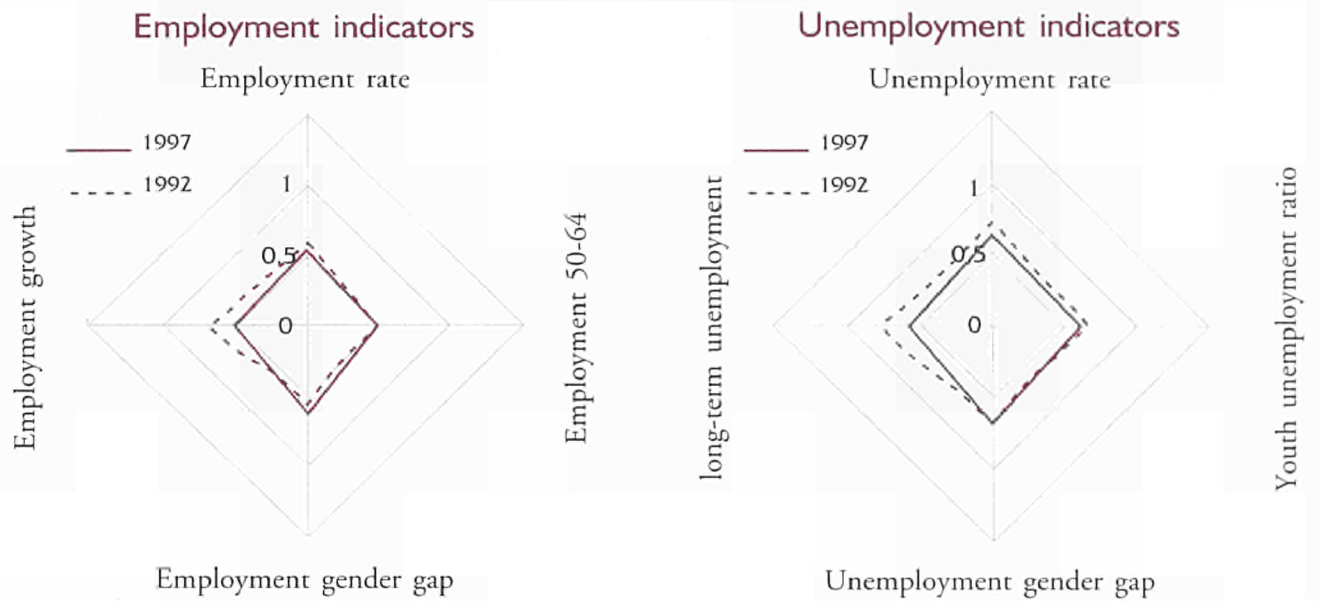 Employment indicators
Employment rate
1997
1992
1
0,5
0
Employment growth
Employment 50-64
Employment gender gap
Unemployment indicators
Unemployment rate
1997
1992
1
0,5
0
long-term unemployment
Youth unemployment ratio
Unemployment gender gap